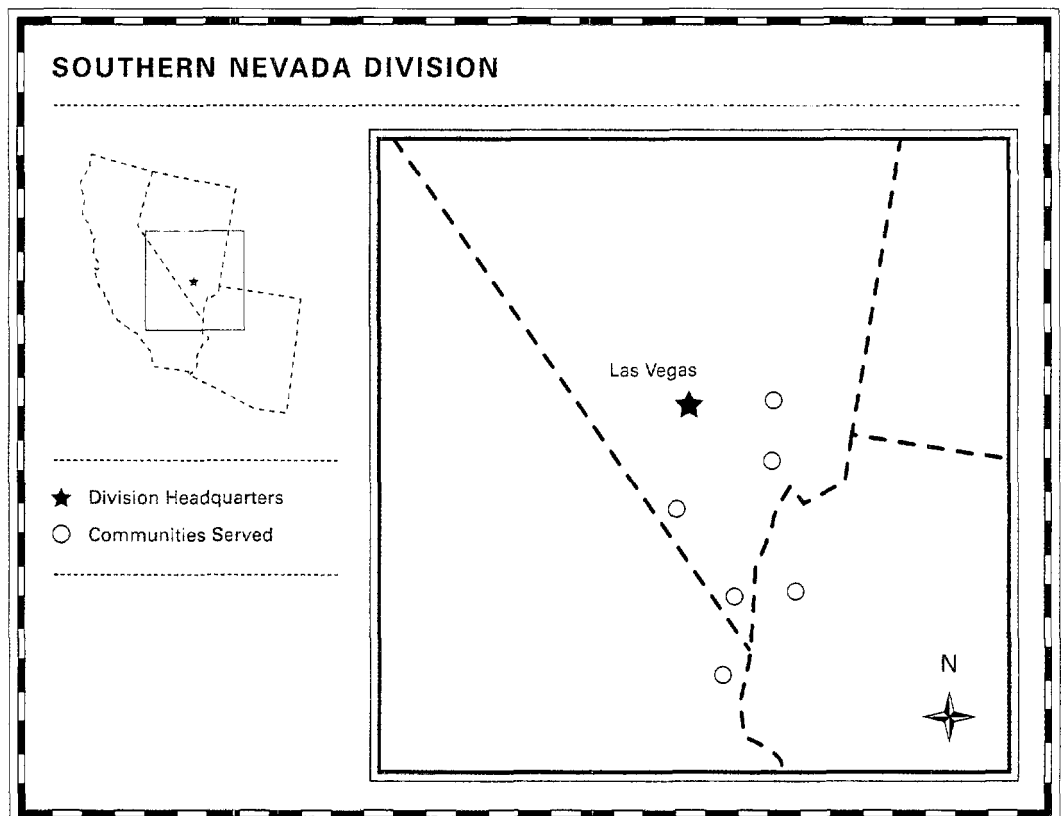 SOUTHERN NEVADA DIVISION
Las Vegas
Division Headquarters
Communities Served
N